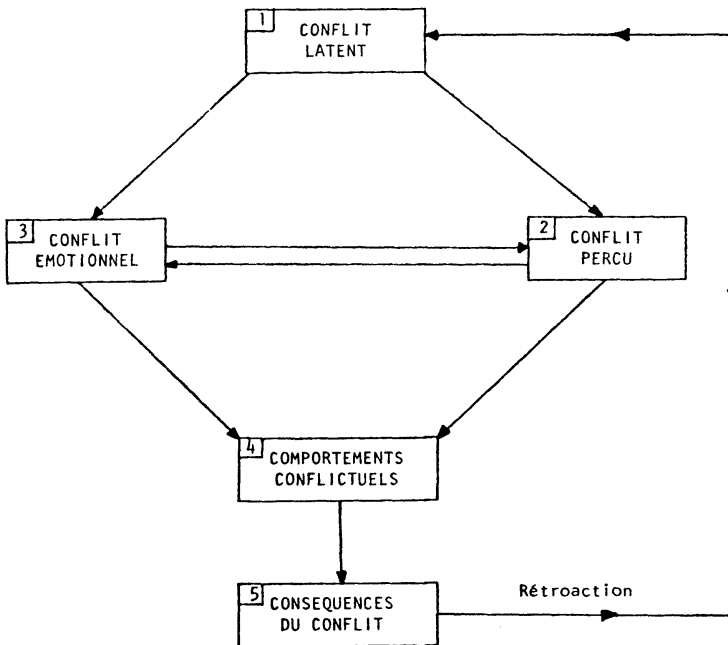 1
CONFLIT
LATENT
3
CONFLIT
EMOTIONNEL
2
CONFLIT
PERCU
4
COMPORTEMENTS
CONFLICTUELS
5
CONSEQUENCES
DU CONFLIT
Rétroaction